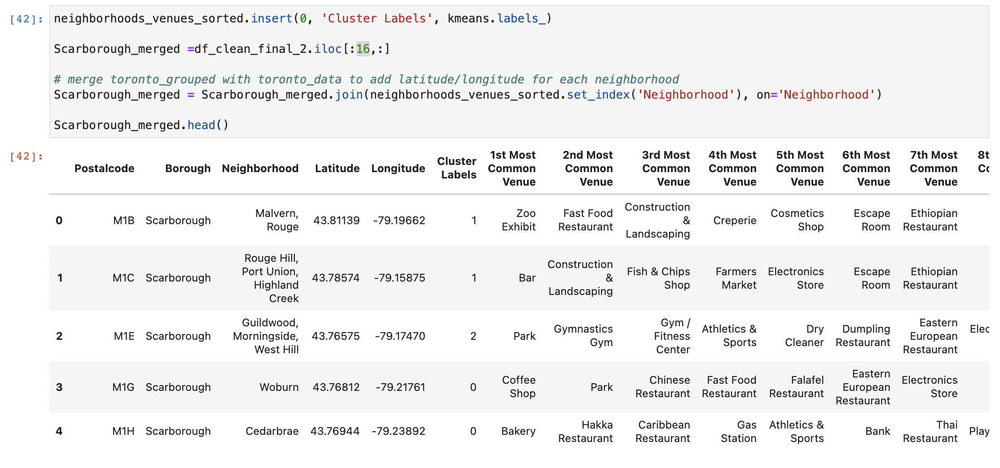 [42]: neighborhoods_venues_sorted.insert(0, 'Cluster Labels', kmeans.labels_)
Scarborough_merged =df_clean_final_2.iloc[:16,:]
# merge toronto_grouped with toronto_data to add latitude/longitude for each neighborhood
Scarborough_merged = Scarborough_merged.join(neighborhoods_venues_sorted.set_index('Neighborhood'), on='Neighborhood')
Scarborough_merged.head()
[42]:
Postalcode Borough Neighborhood Latitude Longitude Cluster Labels 1st Most Common Venue 2nd Most Common Venue 3rd Most Common Venue 4th Most Common Venue 5th Most Common Venue 6th Most Common Venue 7th Most Common Venue 8t Co
0 M1B Scarborough Malvern, Rouge 43.81139 -79.19662 1 Zoo Exhibit Fast Food Restaurant Construction & Landscaping Creperie Cosmetics Shop Escape Room Ethiopian Restaurant
1 M1C Scarborough Rouge Hill, Port Union, Highland Creek 43.78574 -79.15875 1 Bar Construction & Landscaping Fish & Chips Shop Farmers Market Electronics Store Escape Room Ethiopian Restaurant
2 M1E Scarborough Guildwood, Morningside, West Hill 43.76575 -79.17470 2 Park Gymnastics Gym Gym / Fitness Center Athletics & Sports Dry Cleaner Dumpling Restaurant Eastern European Restaurant Elec
3 M1G Scarborough Woburn 43.76812 -79.21761 0 Coffee Shop Park Chinese Restaurant Fast Food Restaurant Falafel Restaurant Eastern European Restaurant Electronics Store
4 M1H Scarborough Cedarbrae 43.76944 -79.23892 0 Bakery Hakka Restaurant Caribbean Restaurant Gas Station Athletics & Sports Bank Thai Restaurant Play